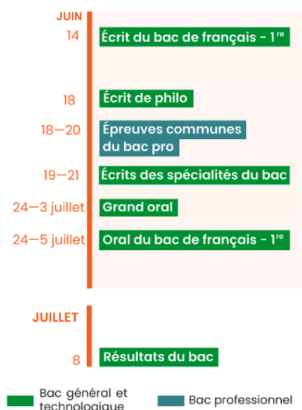 JUIN
14 Écrit du bac de français - 1re
18 Écrit de philo
18–20 Épreuves communes
du bac pro
19–21 Écrits des spécialités du bac
24–3 juillet Grand oral
24–5 juillet Oral du bac de français - 1re
JUILLET
8 Résultats du bac
Bac général et
technologique
Bac professionnel